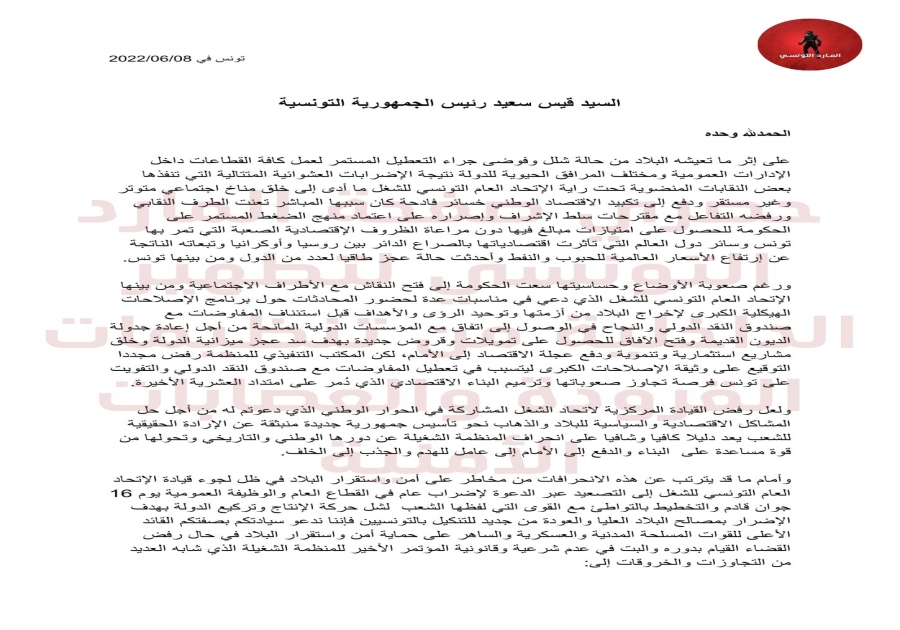 المارد التونسي
تونس في 2022/06/08
السيد قيس سعيد رئيس الجمهورية التونسية
الحمدلله وحده
على إثر ما تعيشه البلاد من حالة شلل وفوضى جراء التعطيل المستمر لعمل كافة القطاعات داخل
الإدارات العمومية ومختلف المرافق الحيوية للدولة نتيجة الإضرابات العشوائية المتتالية التي تنفذها
بعض النقابات المنضوية تحت راية الإتحاد العام التونسي للشغل ما أدى إلى خلق مناخ اجتماعي متوتر
وغير مستقر ودفع إلى تكبيد الاقتصاد الوطني خسائر فادحة كان سببها المباشر تعنت الطرف النقابي
ورفضه التفاعل مع مقترحات سلط الإشراف وإصراره على اعتماد منهج الضغط المستمر على
الحكومة للحصول على امتيازات مبالغ فيها دون مراعاة الظروف الإقتصادية الصعبة التي تمر بها
تونس وسائر دول العالم التي تأثرت اقتصادياتها بالصراع الدائر بين روسيا وأوكرانيا وتبعاته الناتجة
عن إرتفاع الأسعار العالمية للحبوب والنفط وأحدثت حالة عجز طاقيا لعدد من الدول ومن بينها تونس.
ورغم صعوبة الأوضاع وحساسيتها سعت الحكومة إلى فتح النقاش مع الأطراف الاجتماعية ومن بينها
الإتحاد العام التونسي للشغل الذي دعي في مناسبات عدة لحضور المحادثات حول برنامج الإصلاحات
الهيكلية الكبرى لإخراج البلاد من أزمتها وتوحيد الرؤى والأهداف قبل استئناف المفاوضات مع
صندوق النقد الدولي والنجاح في الوصول إلى اتفاق مع المؤسسات الدولية المانحة من أجل إعادة جدولة
الديون القديمة وفتح الآفاق للحصول على تمويلات وقروض جديدة بهدف سد عجز ميزانية الدولة وخلق
مشاريع استثمارية وتنموية ودفع عجلة الاقتصاد إلى الأمام، لكن المكتب التنفيذي للمنظمة رفض مجددا
التوقيع على وثيقة الإصلاحات الكبرى ليتسبب في تعطيل المفاوضات مع صندوق النقد الدولي والتفويت
على تونس فرصة تجاوز صعوباتها وترميم البناء الاقتصادي الذي دُمر على امتداد العشرية الأخيرة.
ولعل رفض القيادة المركزية لاتحاد الشغل المشاركة في الحوار الوطني الذي دعوتم له من أجل حل
المشاكل الاقتصادية والسياسية للبلاد والذهاب نحو تأسيس جمهورية جديدة منبثقة عن الإرادة الحقيقية
للشعب يعد دليلا كافيا وشافيا على انحراف المنظمة الشغيلة عن دورها الوطني والتاريخي وتحولها من
قوة مساعدة على البناء والدفع إلى الأمام إلى عامل للهدم والجذب إلى الخلف.
وأمام ما قد يترتب عن هذه الانحرافات من مخاطر على أمن واستقرار البلاد في ظل لجوء قيادة الإتحاد
العام التونسي للشغل إلى التصعيد عبر الدعوة لإضراب عام في القطاع العام والوظيفة العمومية يوم 16
جوان قادم والتخطيط بالتواطئ مع القوى التي لفظها الشعب لشل حركة الإنتاج وتركيع الدولة بهدف
الإضرار بمصالح البلاد العليا والعودة من جديد للتنكيل بالتونسيين فإننا ندعو سيادتكم بصفتكم القائد
الأعلى للقوات المسلحة المدنية والعسكرية والساهر على حماية أمن واستقرار البلاد في حال رفض
القضاء القيام بدوره والبت في عدم شرعية وقانونية المؤتمر الأخير للمنظمة الشغيلة الذي شابه العديد
من التجاوزات والخروقات إلى: